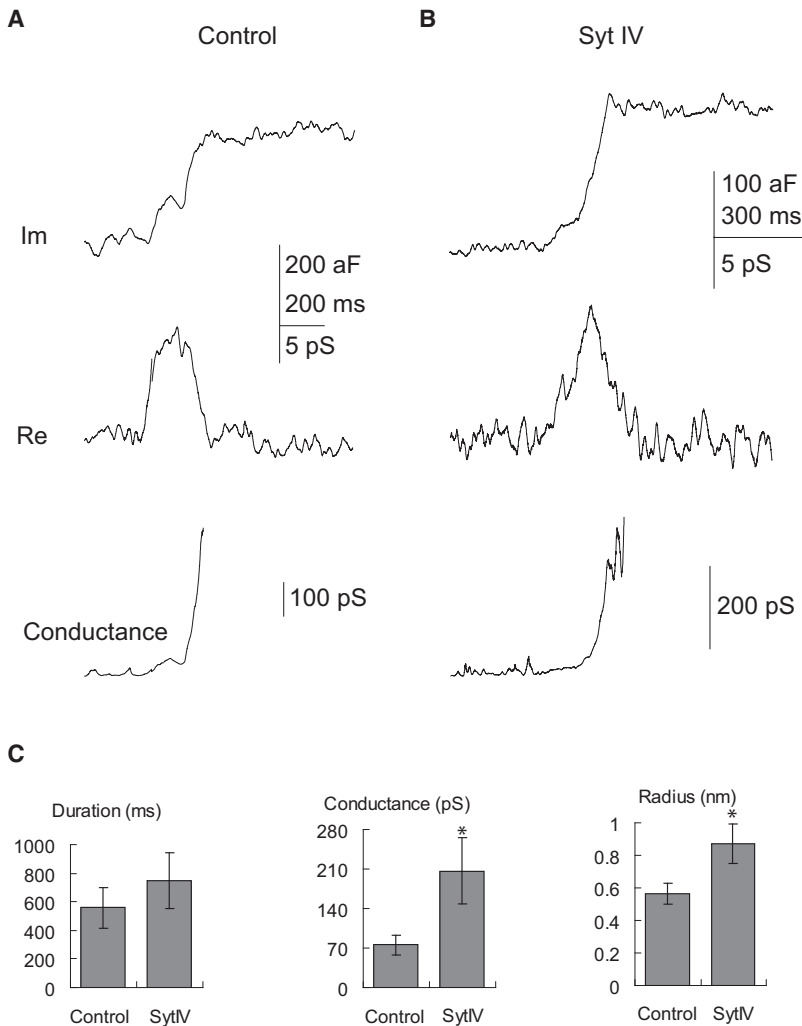 A
B
Control
Syt IV
Im
200 aF
200 ms
5 pS
100 aF
300 ms
5 pS
Re
Conductance
100 pS
200 pS
C
Duration (ms)
1000
800
600
400
200
0
Control
SytIV
Conductance (pS)
280
210
140
70
0
*
Control
SytIV
Radius (nm)
1
0.8
0.6
0.4
0.2
0
*
Control
SytIV